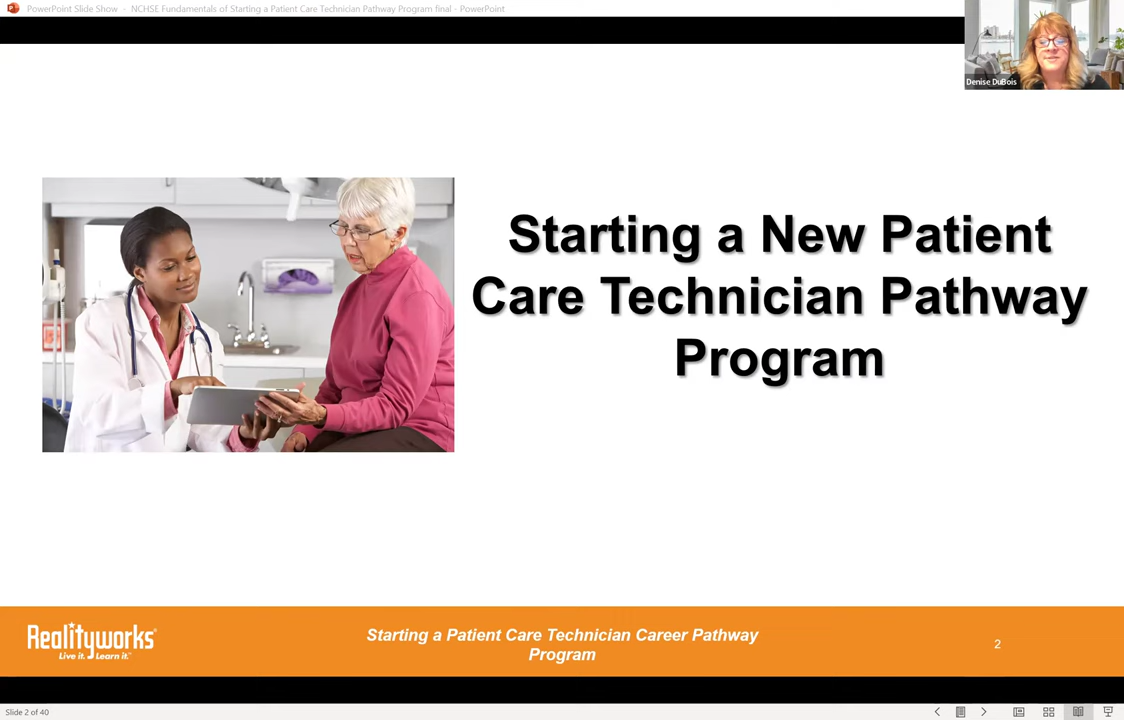 PowerPoint Slide Show - NCHSE Fundamentals of Starting a Patient Care Technician Pathway Program final - PowerPoint
Denise DuBois
Starting a New Patient
Care Technician Pathway
Program
Realityworks®
Live it. Learn it.™
Starting a Patient Care Technician Career Pathway
Program
2
Slide 2 of 40